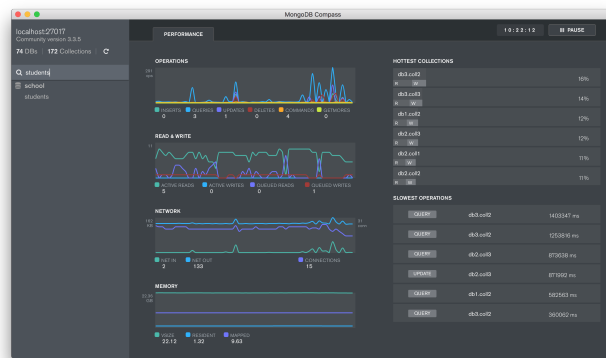 MongoDB Compass
localhost:27017
Community version 3.3.5
74 DBs 172 Collections
students
school
students
PERFORMANCE
10:22:12
PAUSE
OPERATIONS
INSERTS QUERIES UPDATES DELETES COMMANDS GETMORES
0 3 1 0 4 0
READ & WRITE
11
ACTIVE READS ACTIVE WRITES QUEUED READS QUEUED WRITES
5 0 0 1
NETWORK
NET IN NET OUT CONNECTIONS
2 133 15
MEMORY
VSIZE RESIDENT MAPPED
22.12 1.32 9.63
HOTTEST COLLECTIONS
db3.coll2
R W 16%
db3.coll3
R W 14%
db1.coll2
R W 12%
db2.coll3
R W 12%
db2.coll1
R W 11%
db3.coll1
R W 11%
SLOWEST OPERATIONS
QUERY db3.coll2 1403347 ms
QUERY db3.coll2 1253816 ms
QUERY db2.coll3 873638 ms
UPDATE db2.coll3 871992 ms
QUERY db1.coll2 582563 ms
QUERY db3.coll2 360062 ms